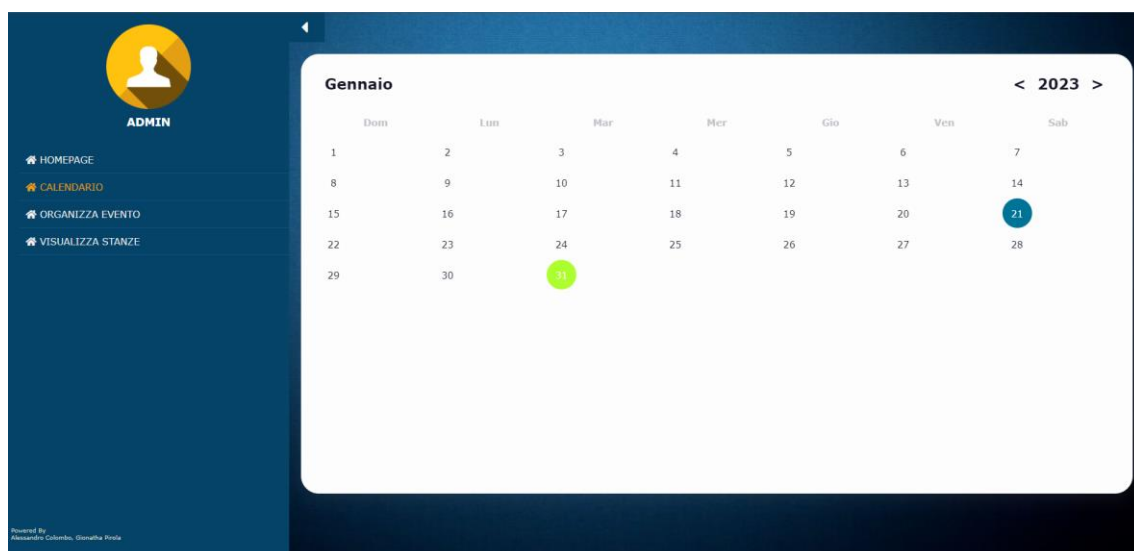 ADMIN
HOMEPAGE
CALENDARIO
ORGANIZZA EVENTO
VISUALIZZA STANZE
Powered By
Alessandro Colombo, Gionatha Pirola
Gennaio
< 2023 >
Dom Lun Mar Mer Gio Ven Sab
1 2 3 4 5 6 7
8 9 10 11 12 13 14
15 16 17 18 19 20 21
22 23 24 25 26 27 28
29 30 31